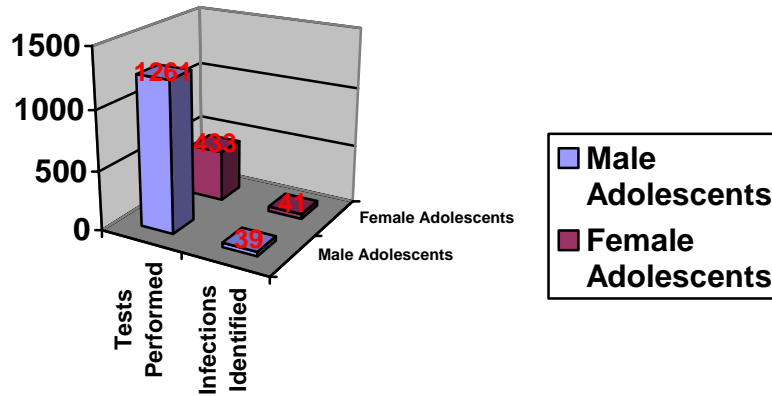 1500
1000
500
0
1261
433
41
39
Female Adolescents
Male Adolescents
Tests
Performed
Infections
Identified
Male
Adolescents
Female
Adolescents